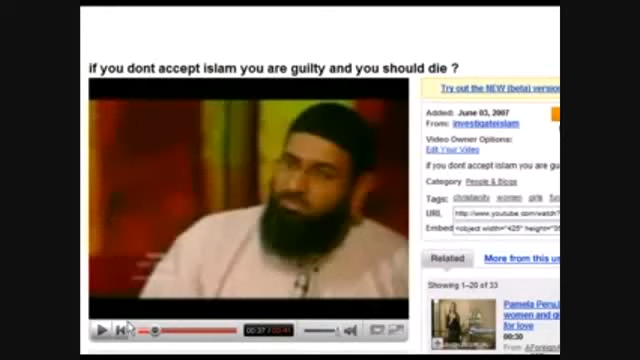 if you dont accept islam you are guilty and you should die ?
Try out the NEW (beta) version
Added: June 03, 2007
From: investigateislam
Video Owner Options:
Edit Your Video
if you dont accept islam you are gu
Category People & Blogs
Tags: christianity women girls fun
URL http://www.youtube.com/watch?
Embed <object width="425" height="35
00:37 / 00:41
Related More from this us
Showing 1-20 of 33
women and gi
for love
00:30
From: